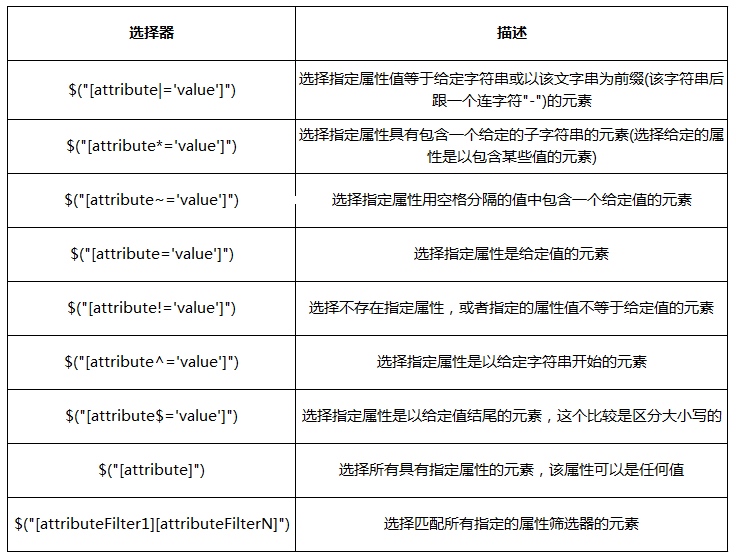 选择器 描述
$("[attribute|='value']") 选择指定属性值等于给定字符串或以该文字串为前缀(该字符串后
跟一个连字符"-")的元素
$("[attribute*='value']") 选择指定属性具有包含一个给定的子字符串的元素(选择给定的属
性是以包含某些值的元素)
$("[attribute~='value']") 选择指定属性用空格分隔的值中包含一个给定值的元素
$("[attribute='value']") 选择指定属性是给定值的元素
$("[attribute!='value']") 选择不存在指定属性，或者指定的属性值不等于给定值的元素
$("[attribute^='value']") 选择指定属性是以给定字符串开始的元素
$("[attribute$='value']") 选择指定属性是以给定值结尾的元素，这个比较是区分大小写的
$("[attribute]") 选择所有具有指定属性的元素，该属性可以是任何值
$("[attributeFilter1][attributeFilterN]") 选择匹配所有指定的属性筛选器的元素